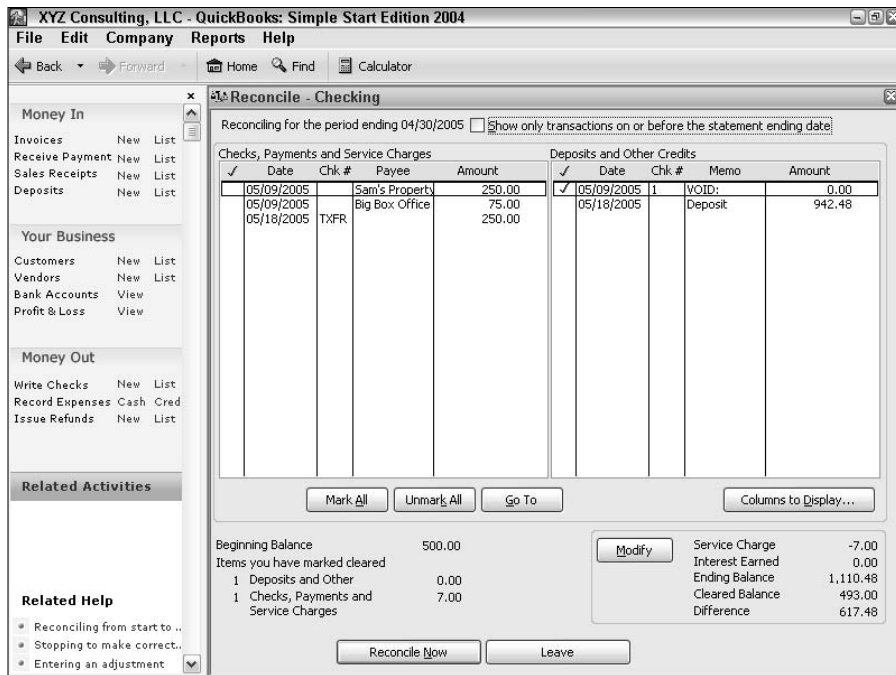 XYZ Consulting, LLC - QuickBooks: Simple Start Edition 2004
File Edit Company Reports Help
Back Forward Home Find Calculator
Money In
Invoices New List
Receive Payment New List
Sales Receipts New List
Deposits New List
Your Business
Customers New List
Vendors New List
Bank Accounts View
Profit & Loss View
Money Out
Write Checks New List
Record Expenses Cash Cred
Issue Refunds New List
Related Activities
Related Help
Reconciling from start to ..
Stopping to make correct..
Entering an adjustment
Reconcile - Checking
Reconciling for the period ending 04/30/2005 Show only transactions on or before the statement ending date
Checks, Payments and Service Charges
✓ Date Chk # Payee Amount
05/09/2005 Sam's Property 250.00
05/09/2005 Big Box Office 75.00
05/18/2005 TXFR 250.00
Deposits and Other Credits
✓ Date Chk # Memo Amount
✓ 05/09/2005 1 VOID: 0.00
05/18/2005 Deposit 942.48
Mark All Unmark All Go To Columns to Display...
Beginning Balance 500.00
Items you have marked cleared
1 Deposits and Other 0.00
1 Checks, Payments and 7.00
Service Charges
Modify
Service Charge -7.00
Interest Earned 0.00
Ending Balance 1,110.48
Cleared Balance 493.00
Difference 617.48
Reconcile Now Leave